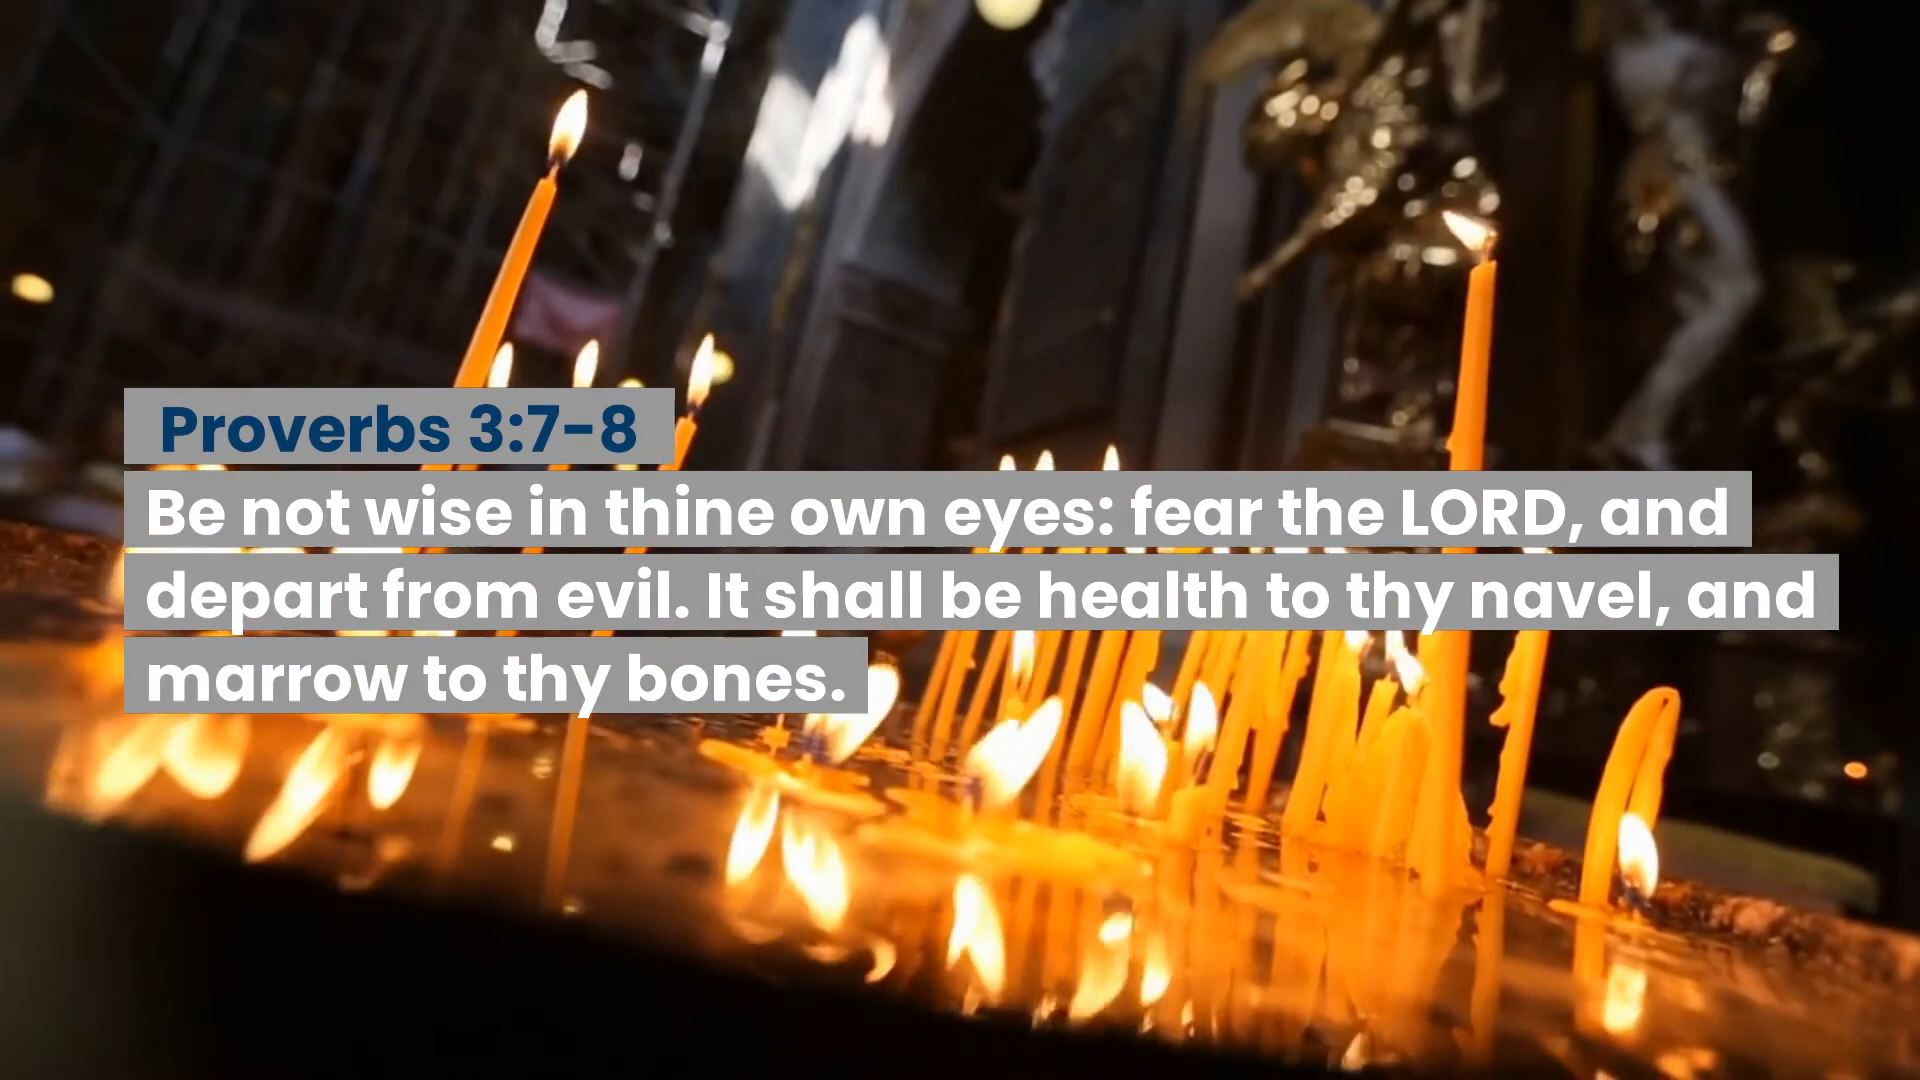 Proverbs 3:7-8
Be not wise in thine own eyes: fear the LORD, and
depart from evil. It shall be health to thy navel, and
marrow to thy bones.